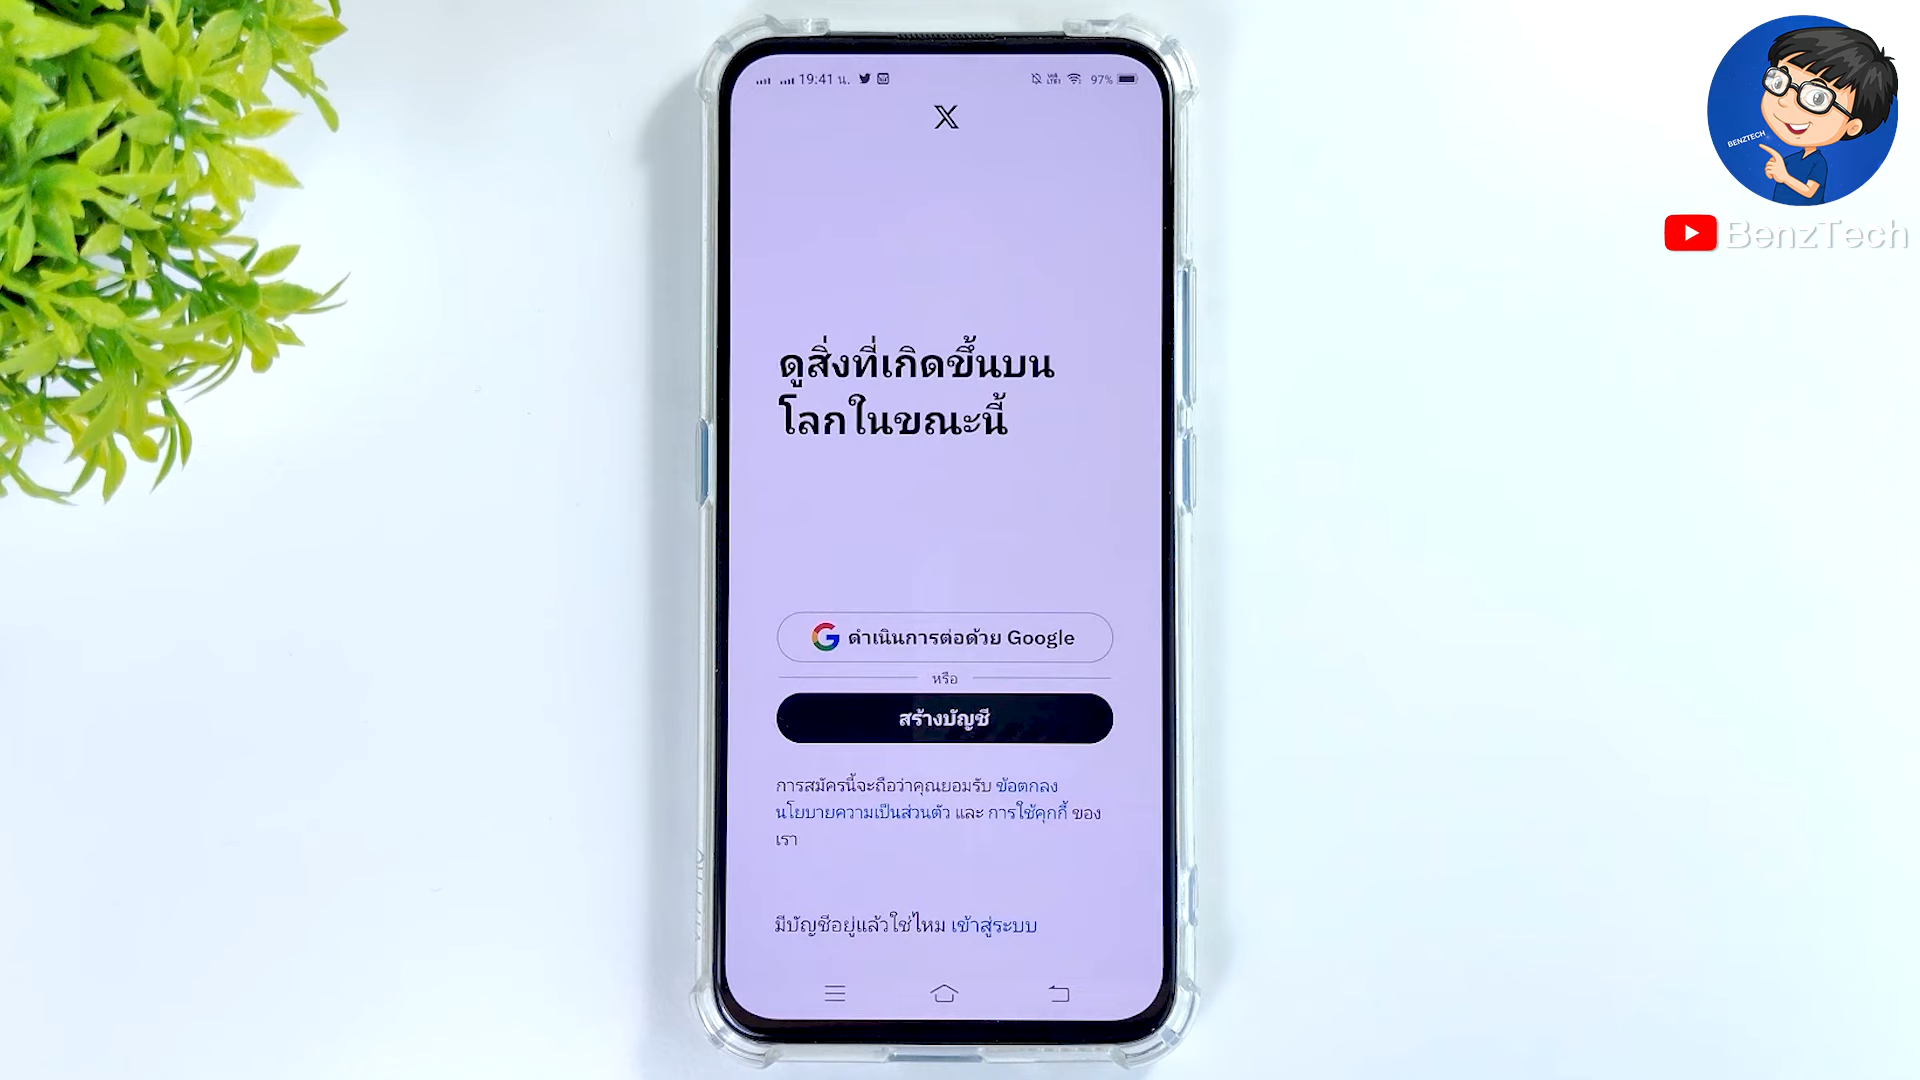 19:41 น.
97%
X
ดูสิ่งที่เกิดขึ้นบน
โลกในขณะนี้
ดำเนินการต่อด้วย Google
หรือ
สร้างบัญชี
การสมัครนี้จะถือว่าคุณยอมรับ ข้อตกลง
นโยบายความเป็นส่วนตัว และ การใช้คุกกี้ ของ
เรา
มีบัญชีอยู่แล้วใช่ไหม เข้าสู่ระบบ
BENZTECH
BenzTech